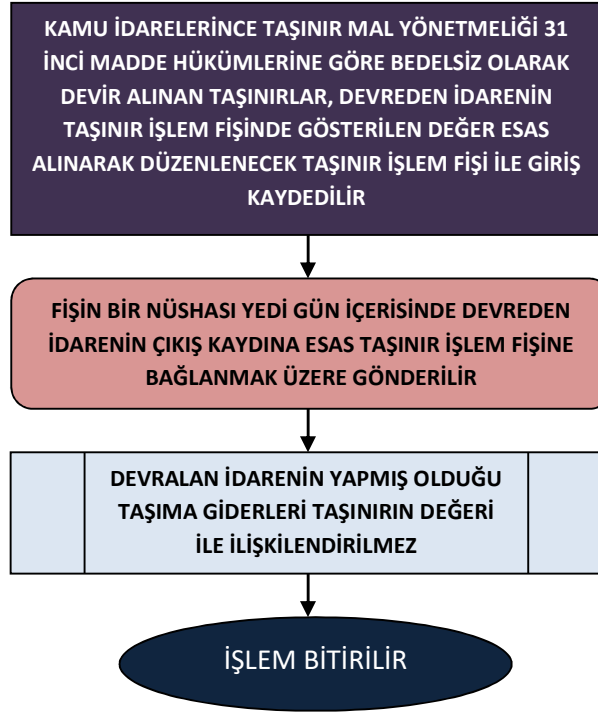 KAMU İDARELERİNCE TAŞINIR MAL YÖNETMELİĞİ 31
İNCİ MADDE HÜKÜMLERİNE GÖRE BEDELSİZ OLARAK
DEVİR ALINAN TAŞINIRLAR, DEVREDEN İDARENİN
TAŞINIR İŞLEM FİŞİNDE GÖSTERİLEN DEĞER ESAS
ALINARAK DÜZENLENECEK TAŞINIR İŞLEM FİŞİ İLE GİRİŞ
KAYDEDİLİR
FİŞİN BİR NÜSHASI YEDİ GÜN İÇERİSİNDE DEVREDEN
İDARENİN ÇIKIŞ KAYDINA ESAS TAŞINIR İŞLEM FİŞİNE
BAĞLANMAK ÜZERE GÖNDERİLİR
DEVRALAN İDARENİN YAPMIŞ OLDUĞU
TAŞIMA GİDERLERİ TAŞINIRIN DEĞERİ
İLE İLİŞKİLENDİRİLMEZ
İŞLEM BİTİRİLİR